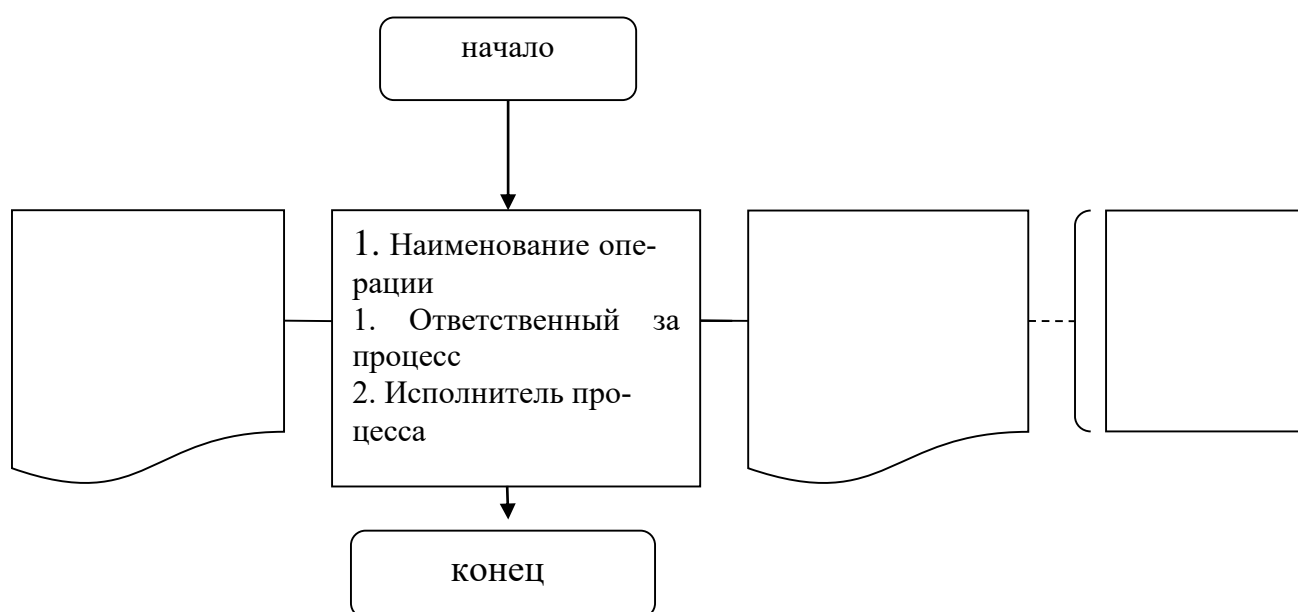 начало
1. Наименование опе-
рации
1. Ответственный за
процесс
2. Исполнитель про-
цесса
конец